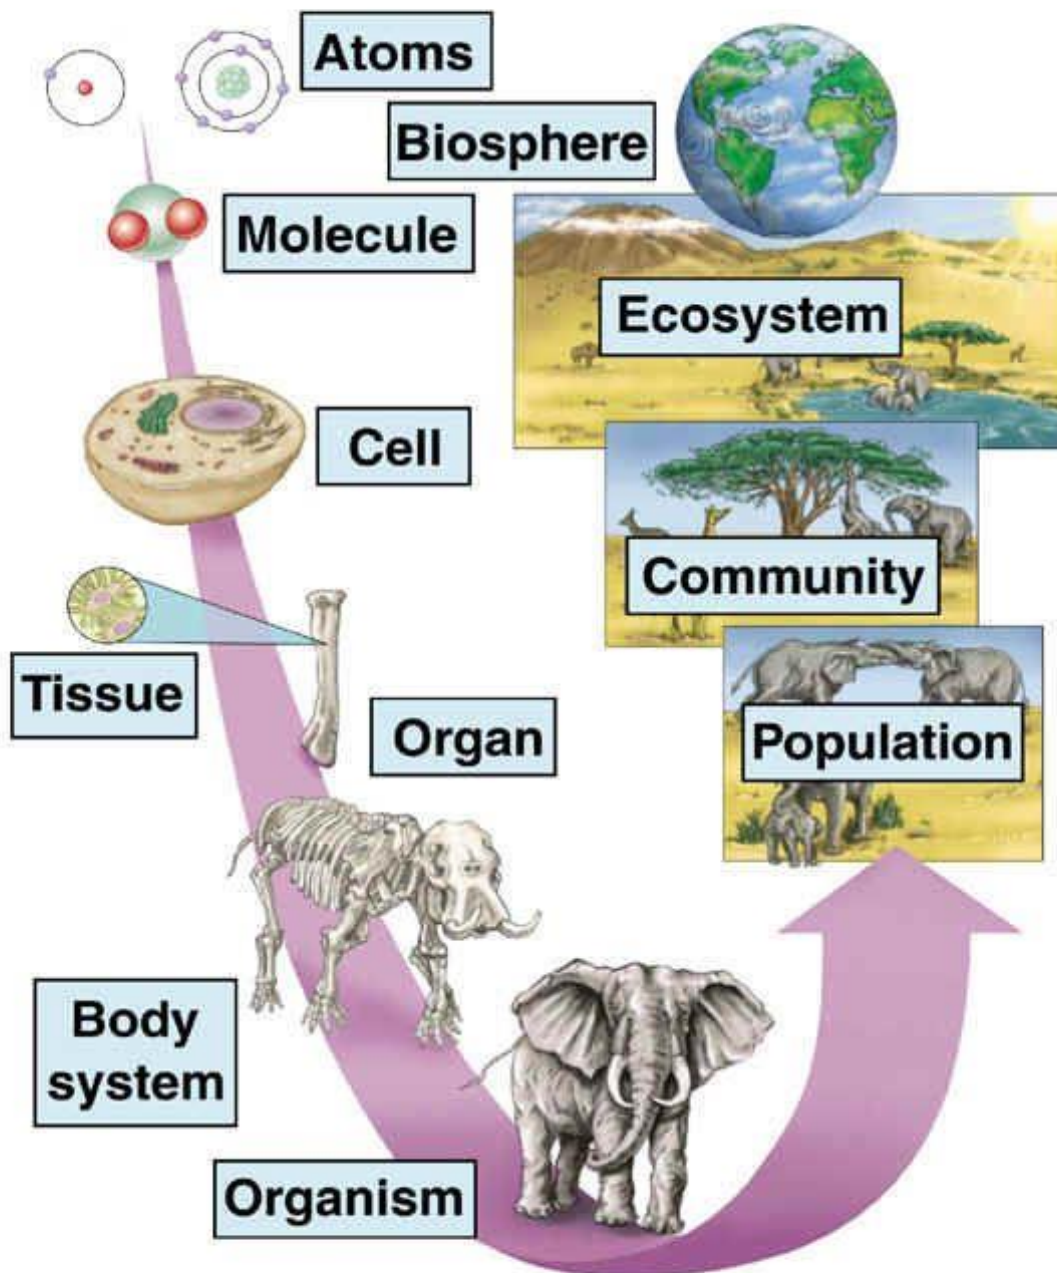 Atoms
Biosphere
Molecule
Ecosystem
Cell
Community
Tissue
Organ
Population
Body
system
Organism